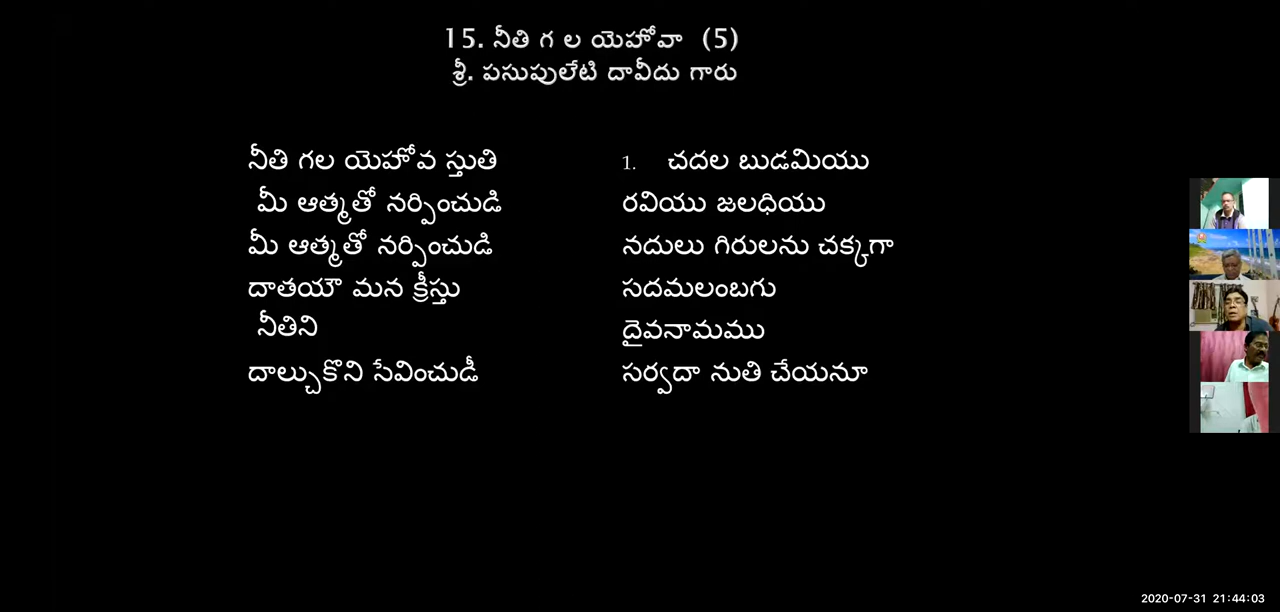 15. నీతి గ ల యెహోవా (5)
శ్రీ. పసుపులేటి దావీదు గారు
నీతి గల యెహోవ స్తుతి
మీ ఆత్మతో నర్పించుడి
మీ ఆత్మతో నర్పించుడి
దాతయౌ మన క్రీస్తు
నీతిని
దాల్చుకొని సేవించుడీ
1. చదల బుడమియు
రవియు జలధియు
నదులు గిరులను చక్కగా
సదమలంబగు
దైవనామము
సర్వదా నుతి చేయనూ
2020-07-31 21:44:03